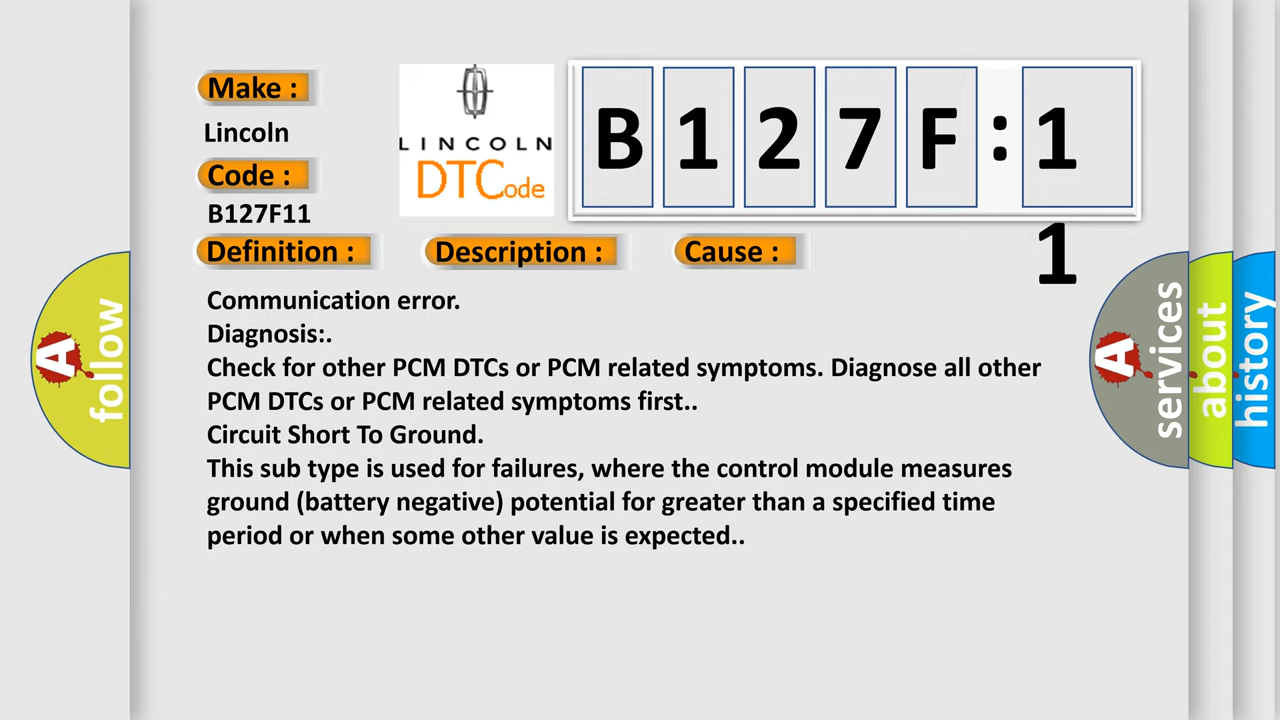 Make :
Lincoln
Code :
B127F11
LINCOLN
DTCode
B127F:1
1
Definition :
Description :
Cause :
Communication error.
Diagnosis:.
Check for other PCM DTCs or PCM related symptoms. Diagnose all other
PCM DTCs or PCM related symptoms first..
Circuit Short To Ground.
This sub type is used for failures, where the control module measures
ground (battery negative) potential for greater than a specified time
period or when some other value is expected..
A follow
A services
about
history